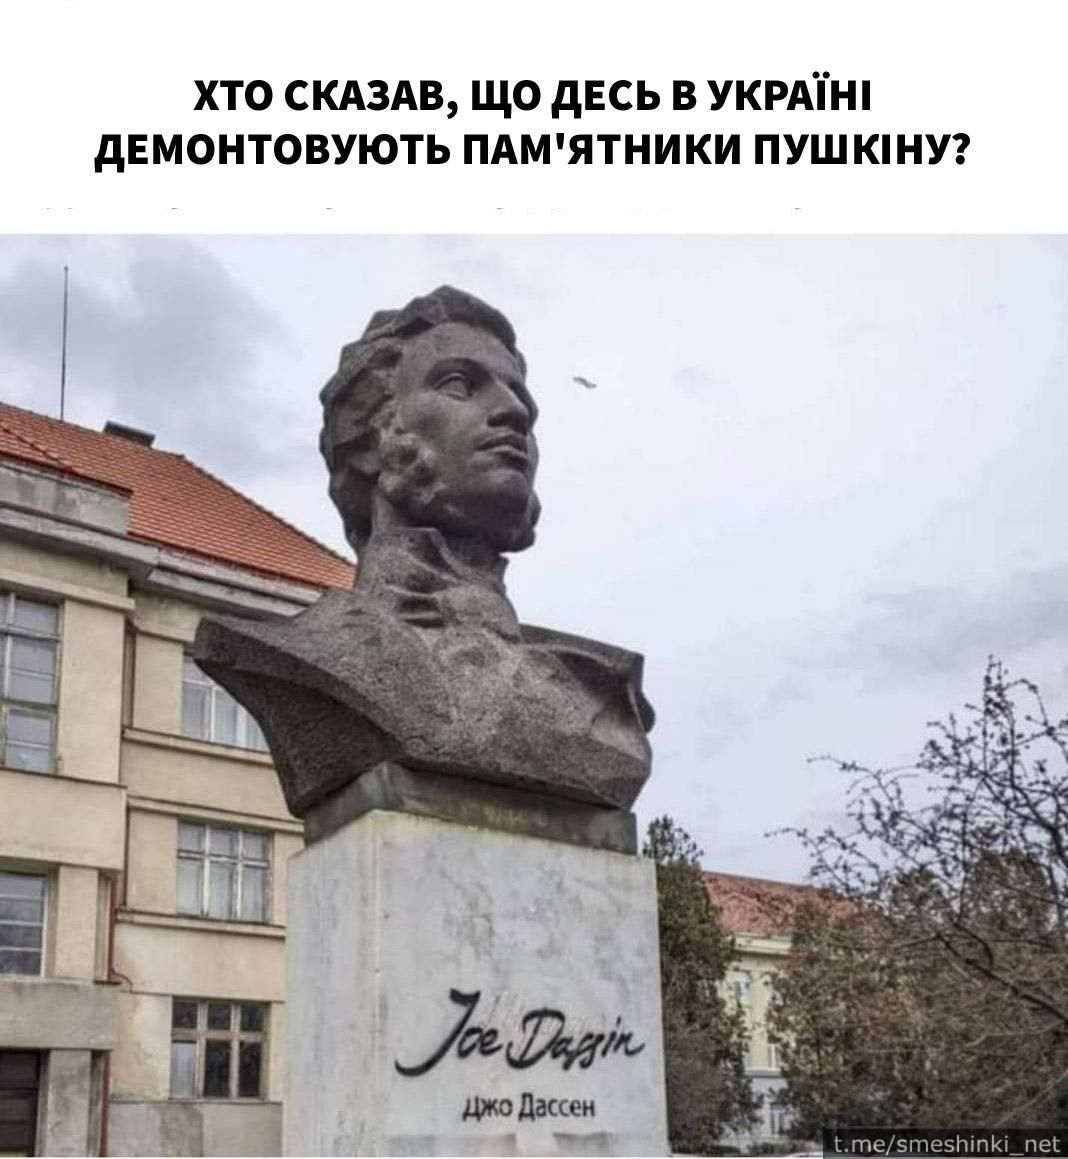 ХТО СКАЗАВ, ЩО ДЕСЬ В УКРАЇНІ
ДЕМОНТОВУЮТЬ ПАМ'ЯТНИКИ ПУШКІНУ?
Joe Dassin
Джо Дассен
t.me/smeshinki_net